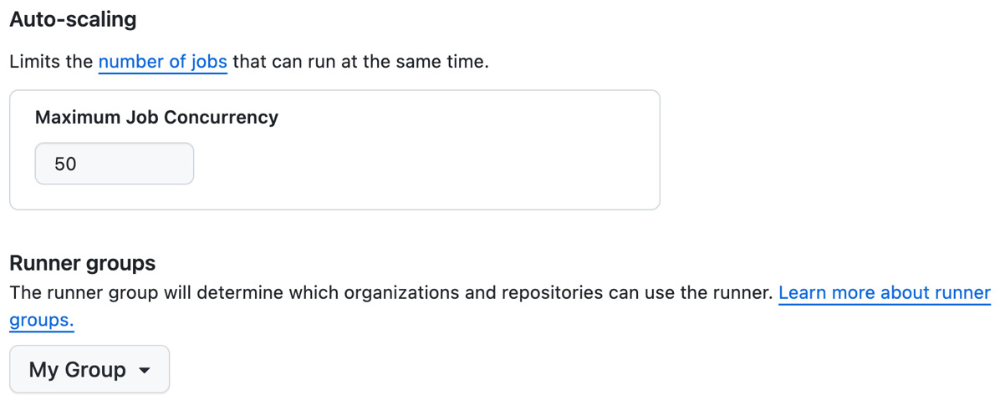 Auto-scaling
Limits the number of jobs that can run at the same time.
Maximum Job Concurrency
50
Runner groups
The runner group will determine which organizations and repositories can use the runner. Learn more about runner
groups.
My Group